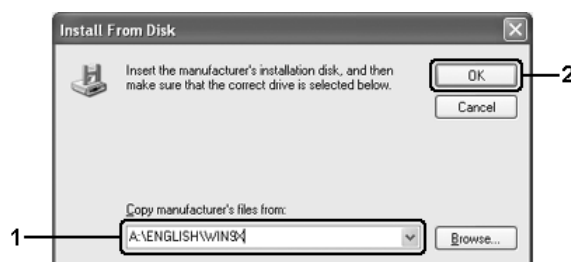 Install From Disk
Insert the manufacturer's installation disk, and then
make sure that the correct drive is selected below.
OK
2
Cancel
Copy manufacturer's files from:
1
A:\ENGLISH\WIN9X
Browse...